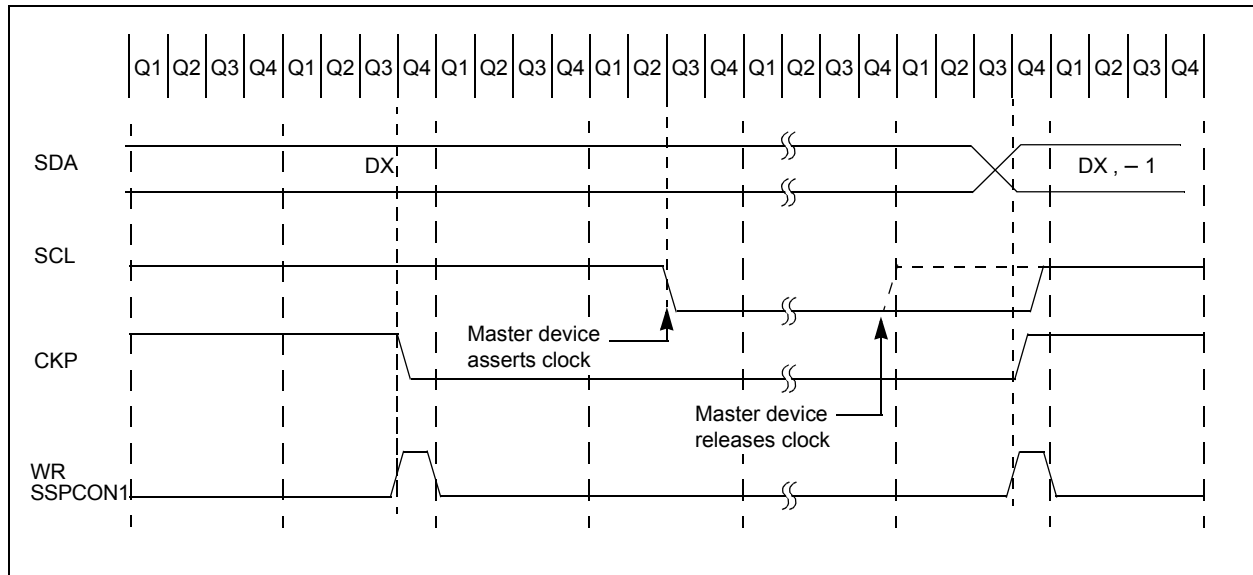 Q1 Q2 Q3 Q4 Q1 Q2 Q3 Q4 Q1 Q2 Q3 Q4 Q1 Q2 Q3 Q4 Q1 Q2 Q3 Q4 Q1 Q2 Q3 Q4 Q1 Q2 Q3 Q4
SDA
DX
DX , – 1
SCL
Master device
asserts clock
CKP
Master device
releases clock
WR
SSPCON1